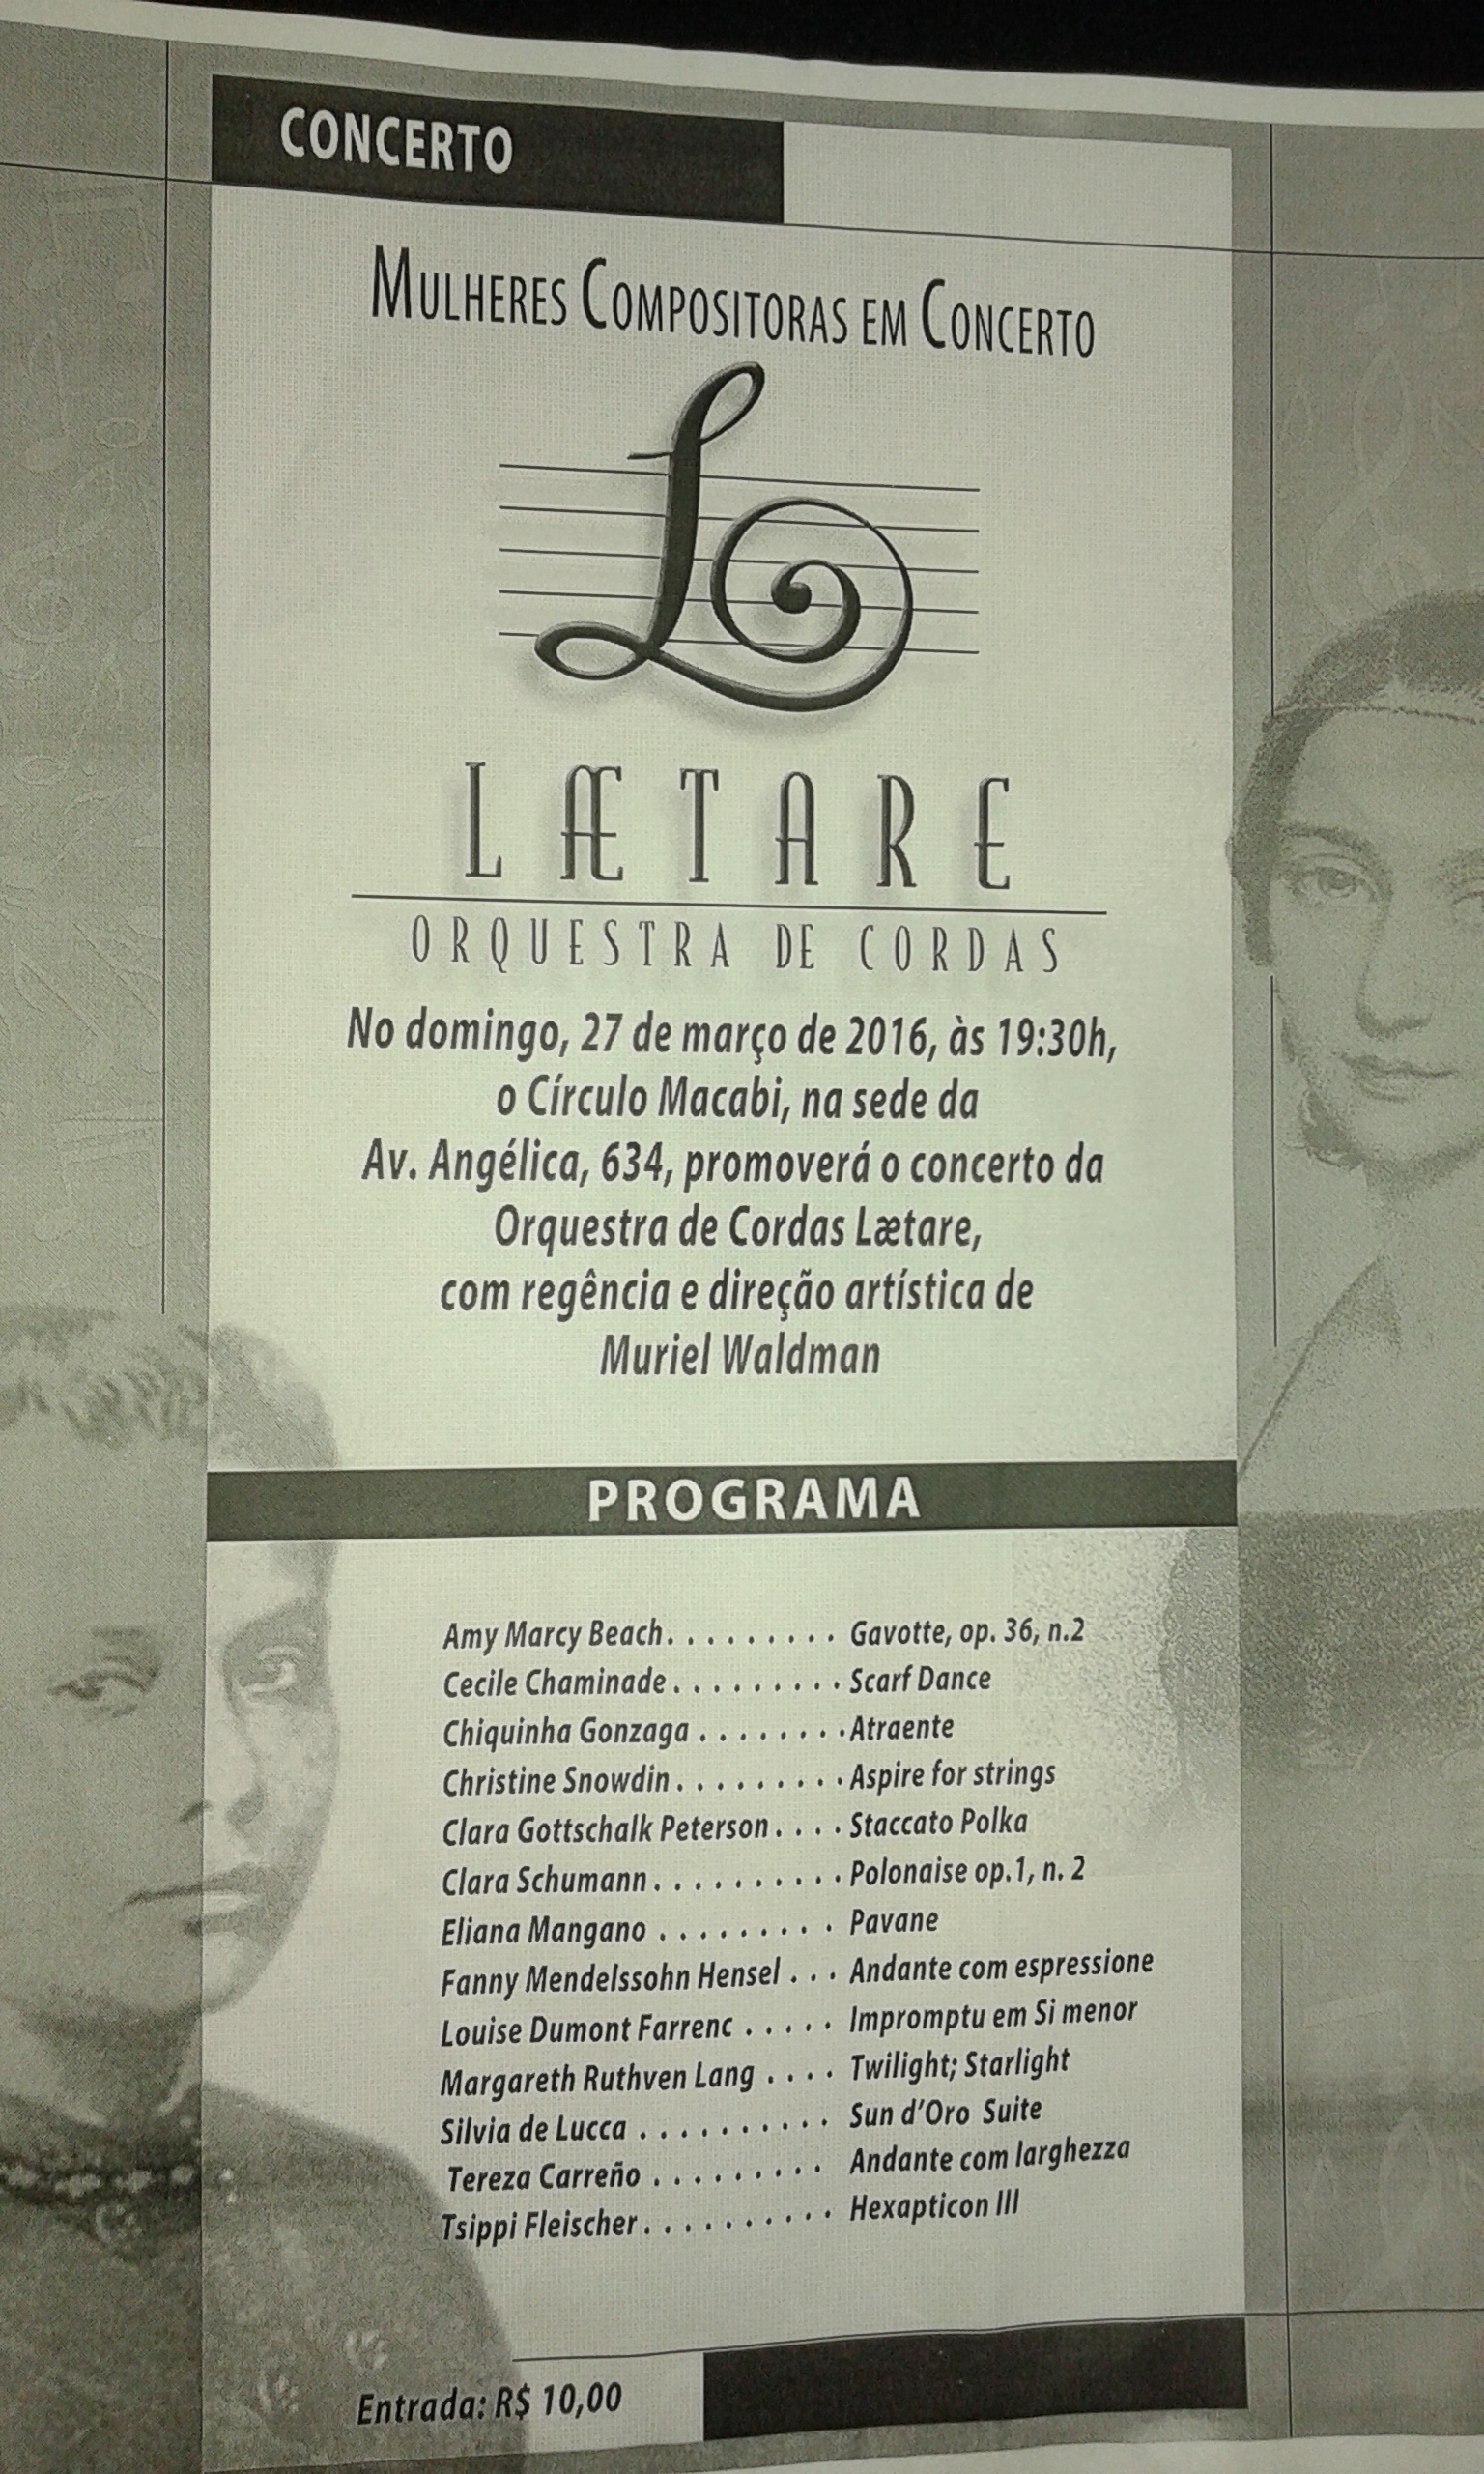 CONCERTO
MULHERES COMPOSITORAS EM CONCERTO
LÆTARE
ORQUESTRA DE CORDAS
No domingo, 27 de março de 2016, às 19:30h,
o Círculo Macabi, na sede da
Av. Angélica, 634, promoverá o concerto da
Orquestra de Cordas Lætare,
com regência e direção artística de
Muriel Waldman
PROGRAMA
Amy Marcy Beach. . . . . . . . . Gavotte, op. 36, n.2
Cecile Chaminade . . . . . . . . . Scarf Dance
Chiquinha Gonzaga . . . . . . . . Atraente
Christine Snowdin . . . . . . . . . Aspire for strings
Clara Gottschalk Peterson . . . . Staccato Polka
Clara Schumann . . . . . . . . . . Polonaise op.1, n. 2
Eliana Mangano . . . . . . . . . Pavane
Fanny Mendelssohn Hensel . . . Andante com espressione
Louise Dumont Farrenc . . . . . Impromptu em Si menor
Margareth Ruthven Lang . . . . Twilight; Starlight
Silvia de Lucca . . . . . . . . . . Sun d'Oro Suite
Tereza Carreño . . . . . . . . . Andante com larghezza
Tsippi Fleischer . . . . . . . . . . Hexapticon III
Entrada: R$ 10,00